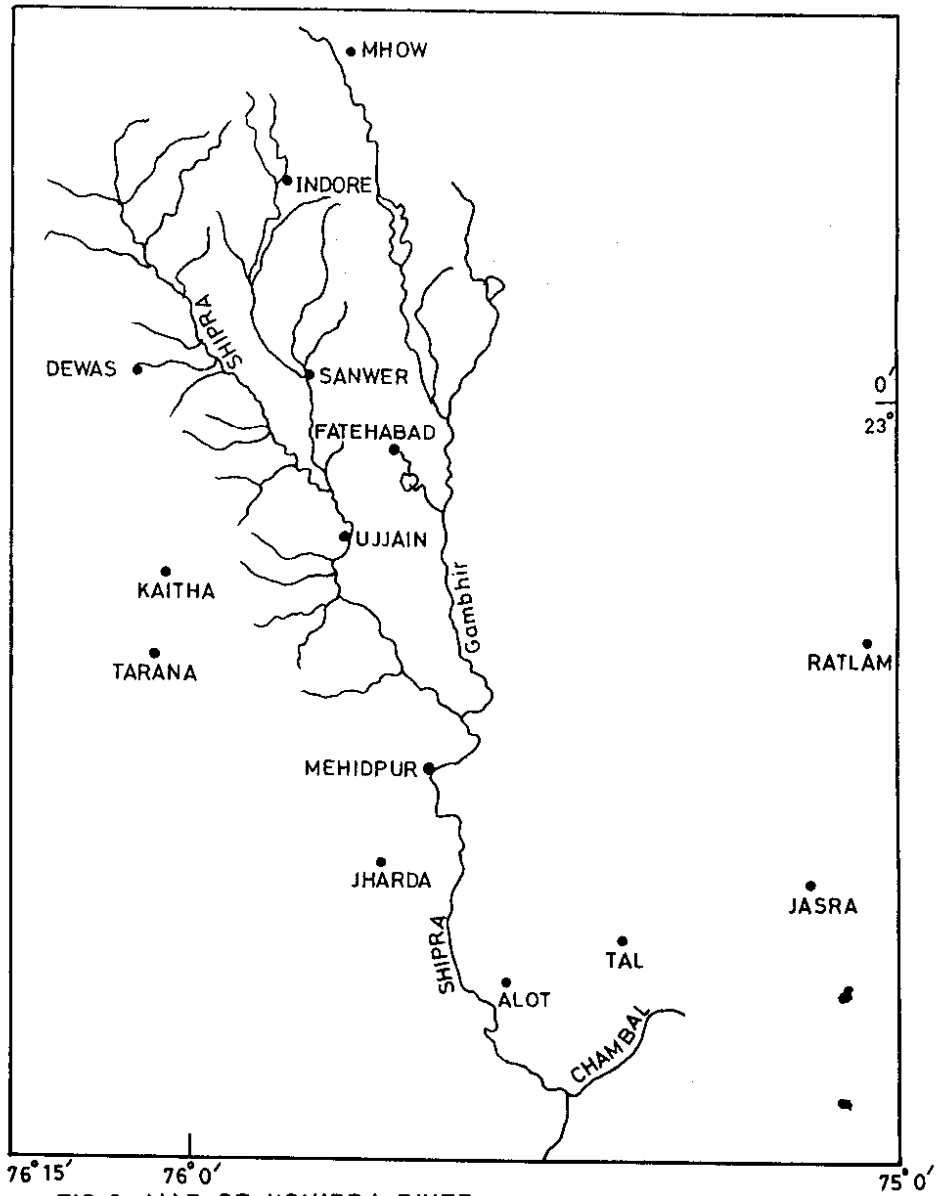 MHOW
INDORE
SHIPRA
DEWAS
SANWER
0′
23°
FATEHABAD
UJJAIN
KAITHA
Gambhir
TARANA
RATLAM
MEHIDPUR
JHARDA
JASRA
SHIPRA
TAL
ALOT
CHAMBAL
76°15′ 76°0′ 75°0′